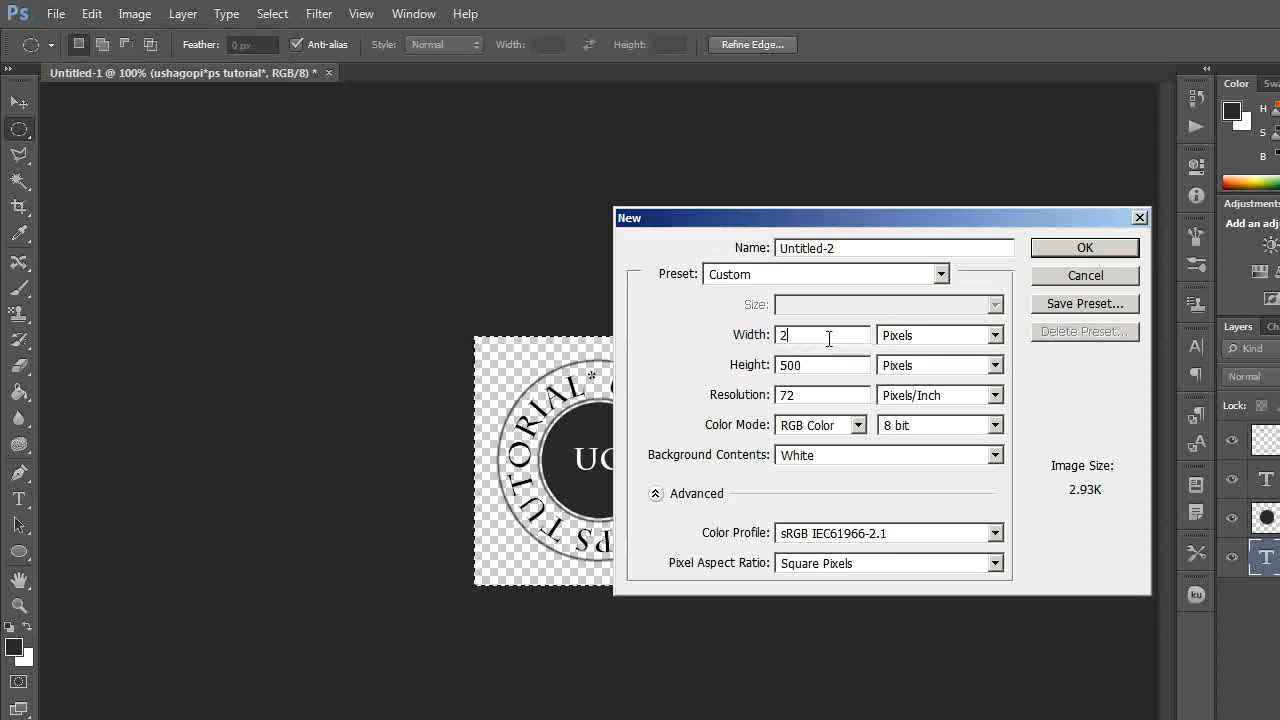 Ps File Edit Image Layer Type Select Filter View Window Help
Feather: 0 px Anti-alias Style: Normal Width: Height: Refine Edge...
Untitled-1 @ 100% (ushagopi*ps tutorial*, RGB/8) * ×
Color
H
S
B
Adjustments
Add an
New
Name: Untitled-2 OK
Preset: Custom Cancel
Size: Save Preset...
Width: 2 Pixels Delete Preset...
Height: 500 Pixels
Resolution: 72 Pixels/Inch
Color Mode: RGB Color 8 bit
Background Contents: White
Image Size:
2.93K
Advanced
Color Profile: sRGB IEC61966-2.1
Pixel Aspect Ratio: Square Pixels
PS TUTORIAL*
Layers
Kind
Normal
Lock:
ku